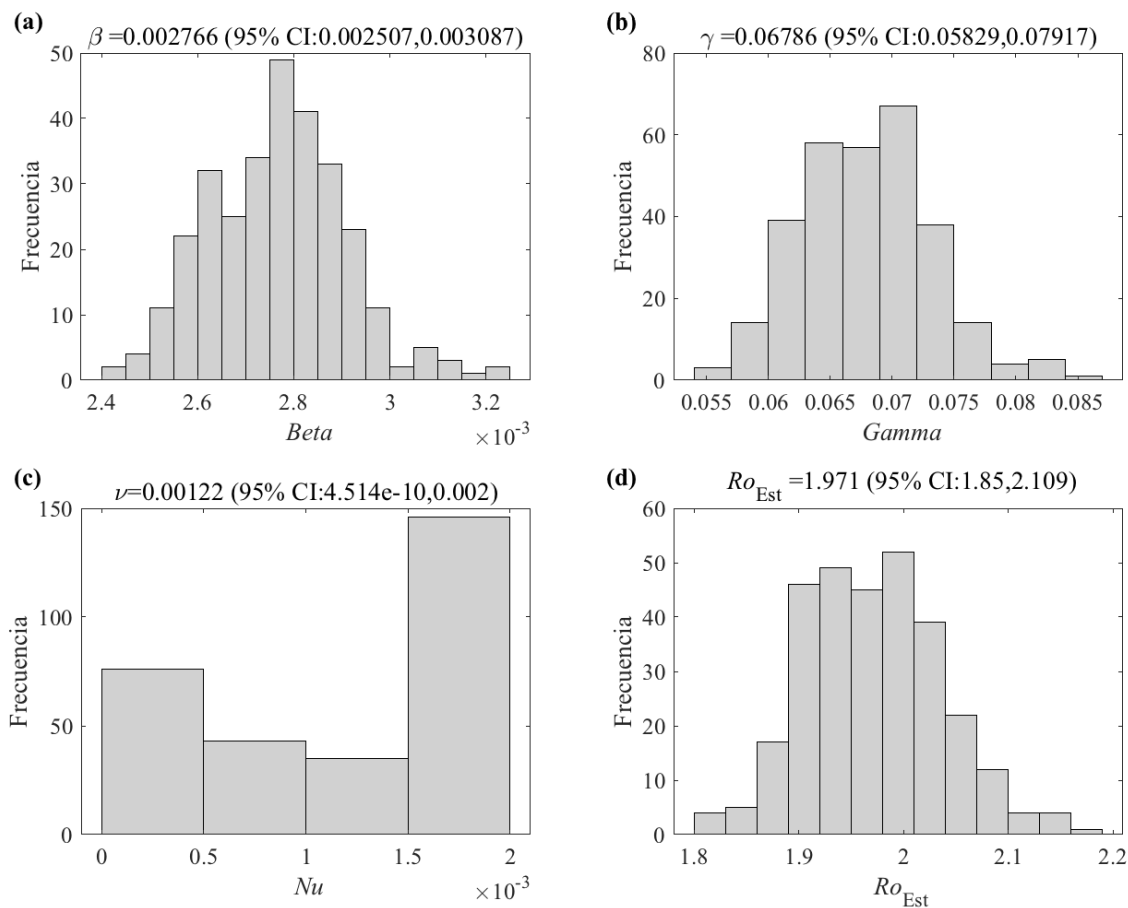 (a)
β =0.002766 (95% CI:0.002507,0.003087)
50
40
30
20
10
0
Frecuencia
2.4
2.6
2.8
3
3.2
×10-3
Beta
(b)
γ =0.06786 (95% CI:0.05829,0.07917)
80
60
40
20
0
Frecuencia
0.055
0.06
0.065
0.07
0.075
0.08
0.085
Gamma
(c)
ν=0.00122 (95% CI:4.514e-10,0.002)
150
100
50
0
Frecuencia
0
0.5
1
1.5
2
×10-3
Nu
(d)
RoEst =1.971 (95% CI:1.85,2.109)
60
50
40
30
20
10
0
Frecuencia
1.8
1.9
2
2.1
2.2
RoEst